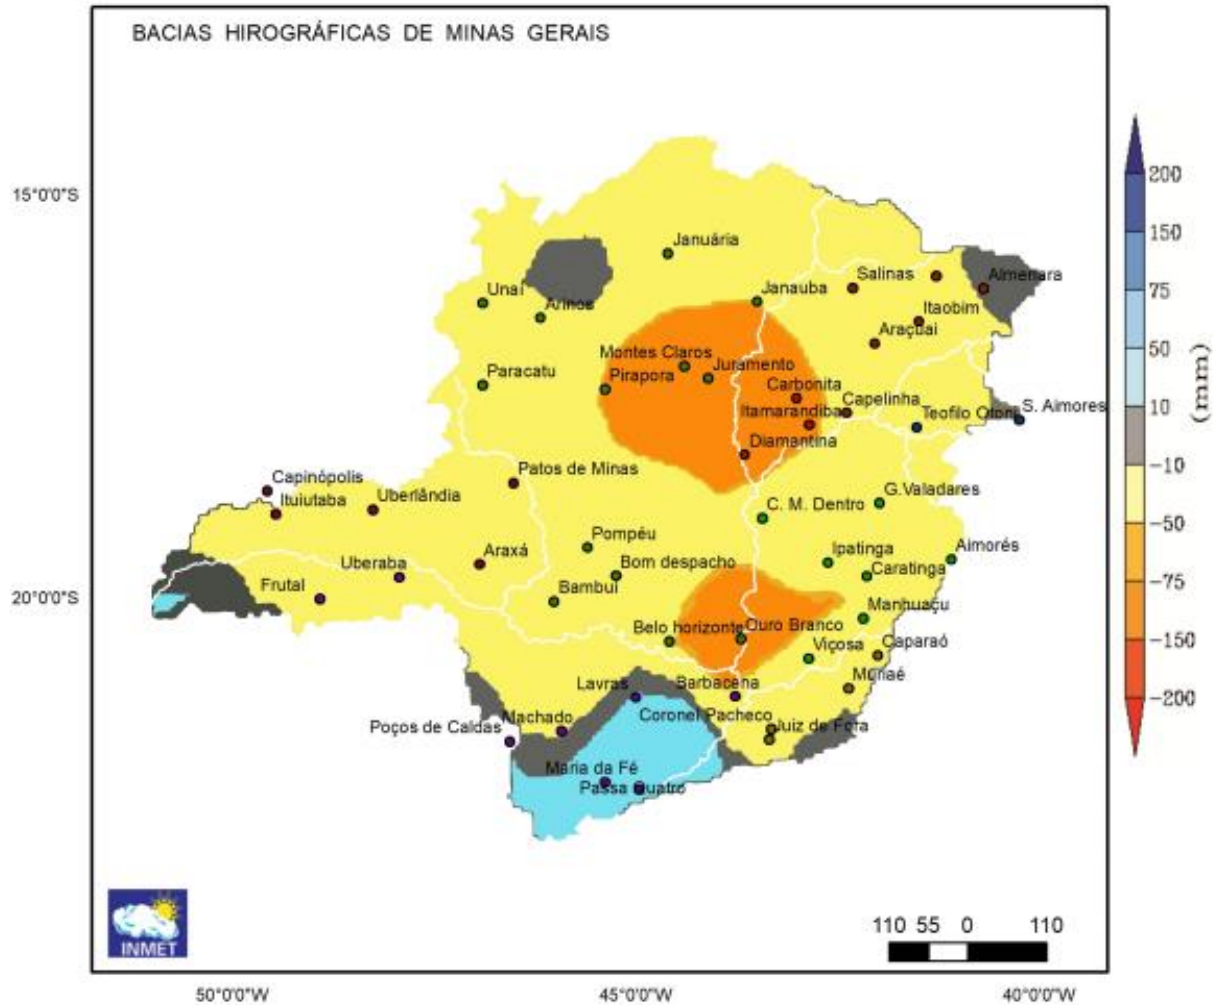 BACIAS HIROGRÁFICAS DE MINAS GERAIS
15°0'0"S
20°0'0"S
Januária
Salinas
Almenara
Unaí
Arinos
Janauba
Itaobim
Araçuai
Montes Claros
Juramento
Paracatu
Pirapora
Carbonita
Itamarandiba
Capelinha
Teofilo Otoni
S. Aimores
Diamantina
Patos de Minas
Capinópolis
Ituiutaba
Uberlândia
C. M. Dentro
G.Valadares
Pompéu
Ipatinga
Aimorés
Uberaba
Araxá
Bom despacho
Caratinga
Frutal
Bambuí
Manhuaçu
Belo horizonte
Ouro Branco
Viçosa
Caparaó
Muriaé
Lavras
Barbacena
Poços de Caldas
Machado
Coronel Pacheco
Juiz de Fora
Maria da Fé
Passa Quatro
200
150
75
50
10
-10
-50
-75
-150
-200
(mm)
INMET
110 55 0 110
50°0'0"W 45°0'0"W 40°0'0"W